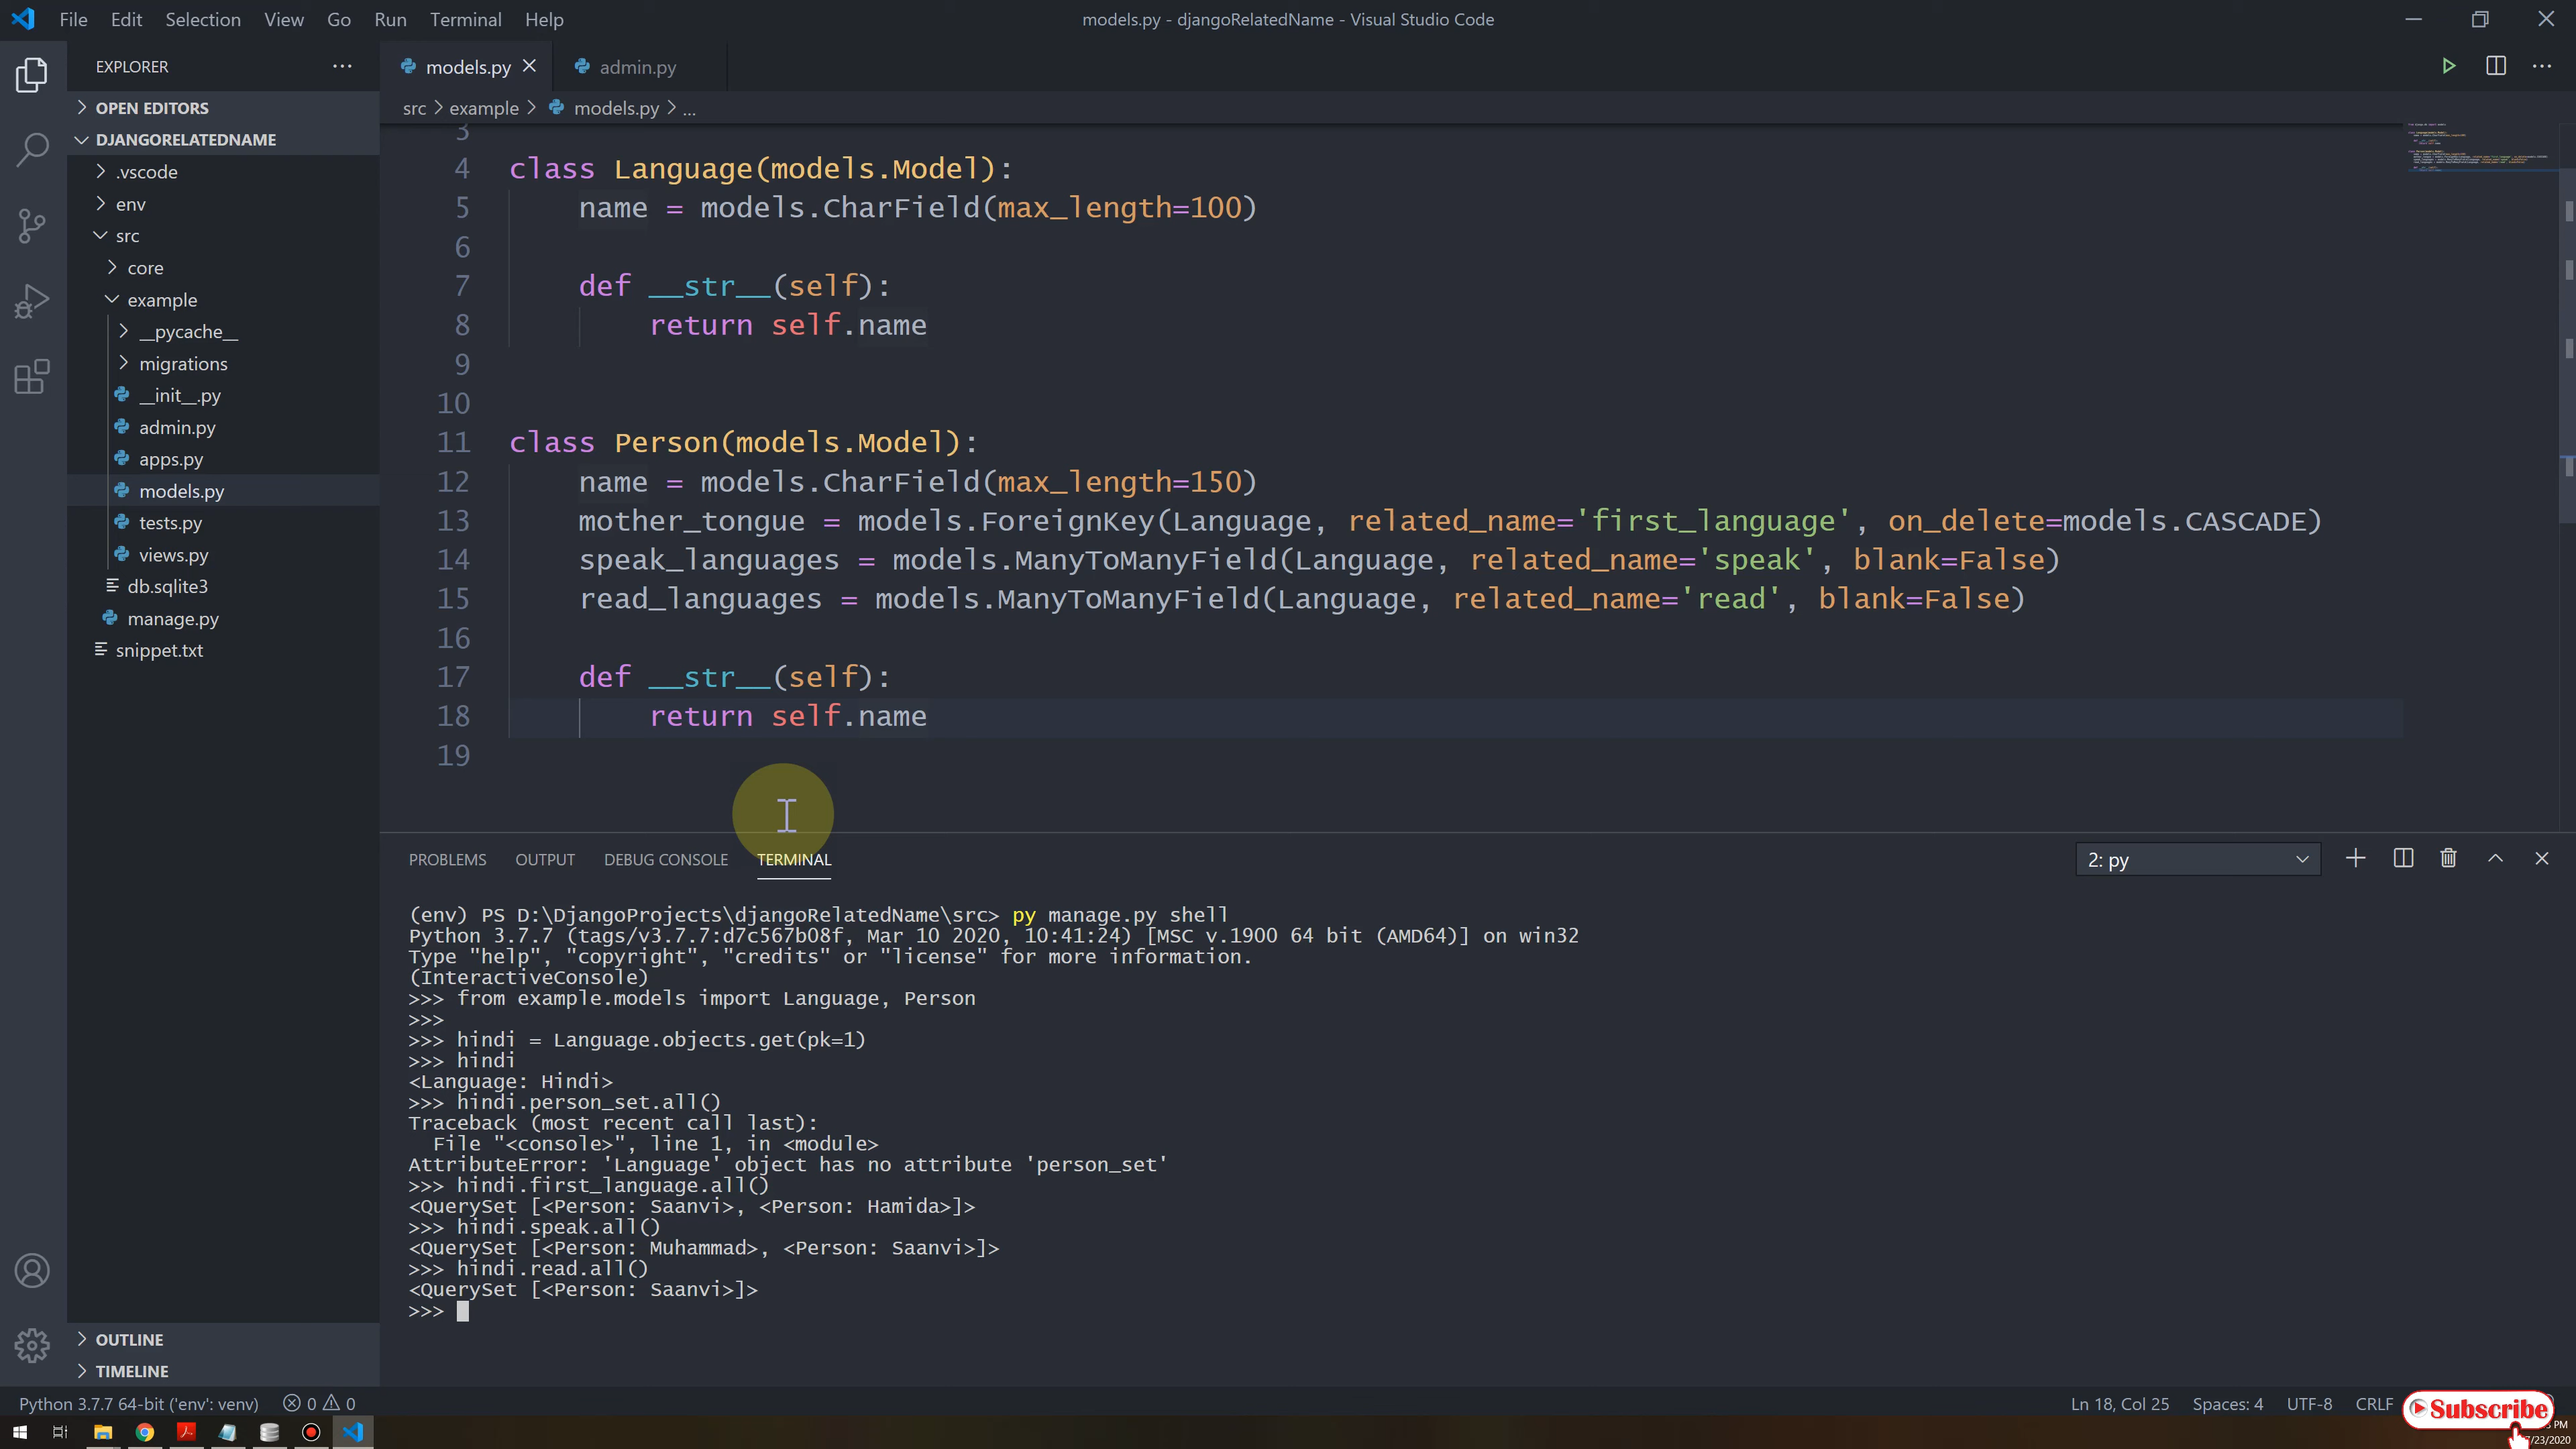 File Edit Selection View Go Run Terminal Help
models.py - djangoRelatedName - Visual Studio Code
EXPLORER
OPEN EDITORS
DJANGORELATEDNAME
.vscode
env
src
core
example
__pycache__
migrations
__init__.py
admin.py
apps.py
models.py
tests.py
views.py
db.sqlite3
manage.py
snippet.txt
OUTLINE
TIMELINE
models.py admin.py
src > example > models.py > ...
3
4 class Language(models.Model):
5 name = models.CharField(max_length=100)
6
7 def __str__(self):
8 return self.name
9
10
11 class Person(models.Model):
12 name = models.CharField(max_length=150)
13 mother_tongue = models.ForeignKey(Language, related_name='first_language', on_delete=models.CASCADE)
14 speak_languages = models.ManyToManyField(Language, related_name='speak', blank=False)
15 read_languages = models.ManyToManyField(Language, related_name='read', blank=False)
16
17 def __str__(self):
18 return self.name
19
PROBLEMS OUTPUT DEBUG CONSOLE TERMINAL
2: py
(env) PS D:\DjangoProjects\djangoRelatedName\src> py manage.py shell
Python 3.7.7 (tags/v3.7.7:d7c567b08f, Mar 10 2020, 10:41:24) [MSC v.1900 64 bit (AMD64)] on win32
Type "help", "copyright", "credits" or "license" for more information.
(InteractiveConsole)
>>> from example.models import Language, Person
>>>
>>> hindi = Language.objects.get(pk=1)
>>> hindi
<Language: Hindi>
>>> hindi.person_set.all()
Traceback (most recent call last):
File "<console>", line 1, in <module>
AttributeError: 'Language' object has no attribute 'person_set'
>>> hindi.first_language.all()
<QuerySet [<Person: Saanvi>, <Person: Hamida>]>
>>> hindi.speak.all()
<QuerySet [<Person: Muhammad>, <Person: Saanvi>]>
>>> hindi.read.all()
<QuerySet [<Person: Saanvi>]>
>>>
Python 3.7.7 64-bit ('env': venv) 0 0
Ln 18, Col 25 Spaces: 4 UTF-8 CRLF
Subscribe
PM
/23/2020